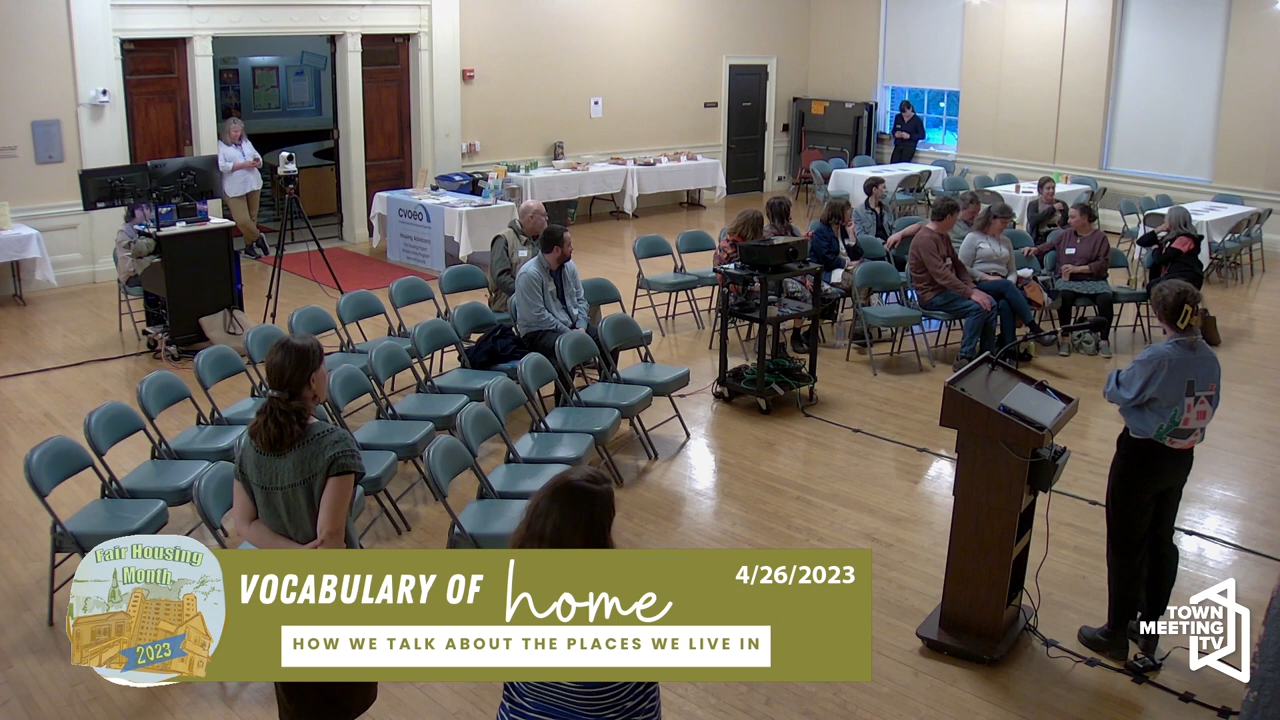 cvoeo
Fair Housing
Month
2023
VOCABULARY OF home
4/26/2023
HOW WE TALK ABOUT THE PLACES WE LIVE IN
TOWN
MEETING
TV